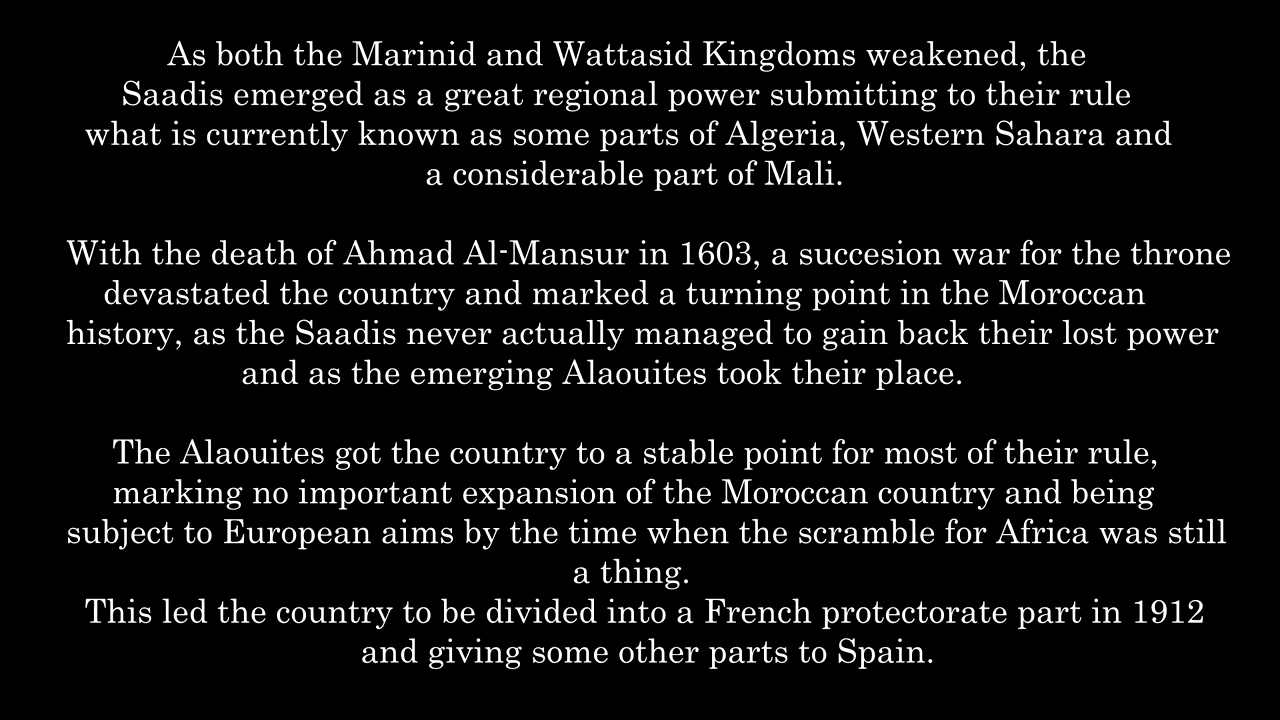 As both the Marinid and Wattasid Kingdoms weakened, the
Saadis emerged as a great regional power submitting to their rule
what is currently known as some parts of Algeria, Western Sahara and
a considerable part of Mali.
With the death of Ahmad Al-Mansur in 1603, a succesion war for the throne
devastated the country and marked a turning point in the Moroccan
history, as the Saadis never actually managed to gain back their lost power
and as the emerging Alaouites took their place.
The Alaouites got the country to a stable point for most of their rule,
marking no important expansion of the Moroccan country and being
subject to European aims by the time when the scramble for Africa was still
a thing.
This led the country to be divided into a French protectorate part in 1912
and giving some other parts to Spain.